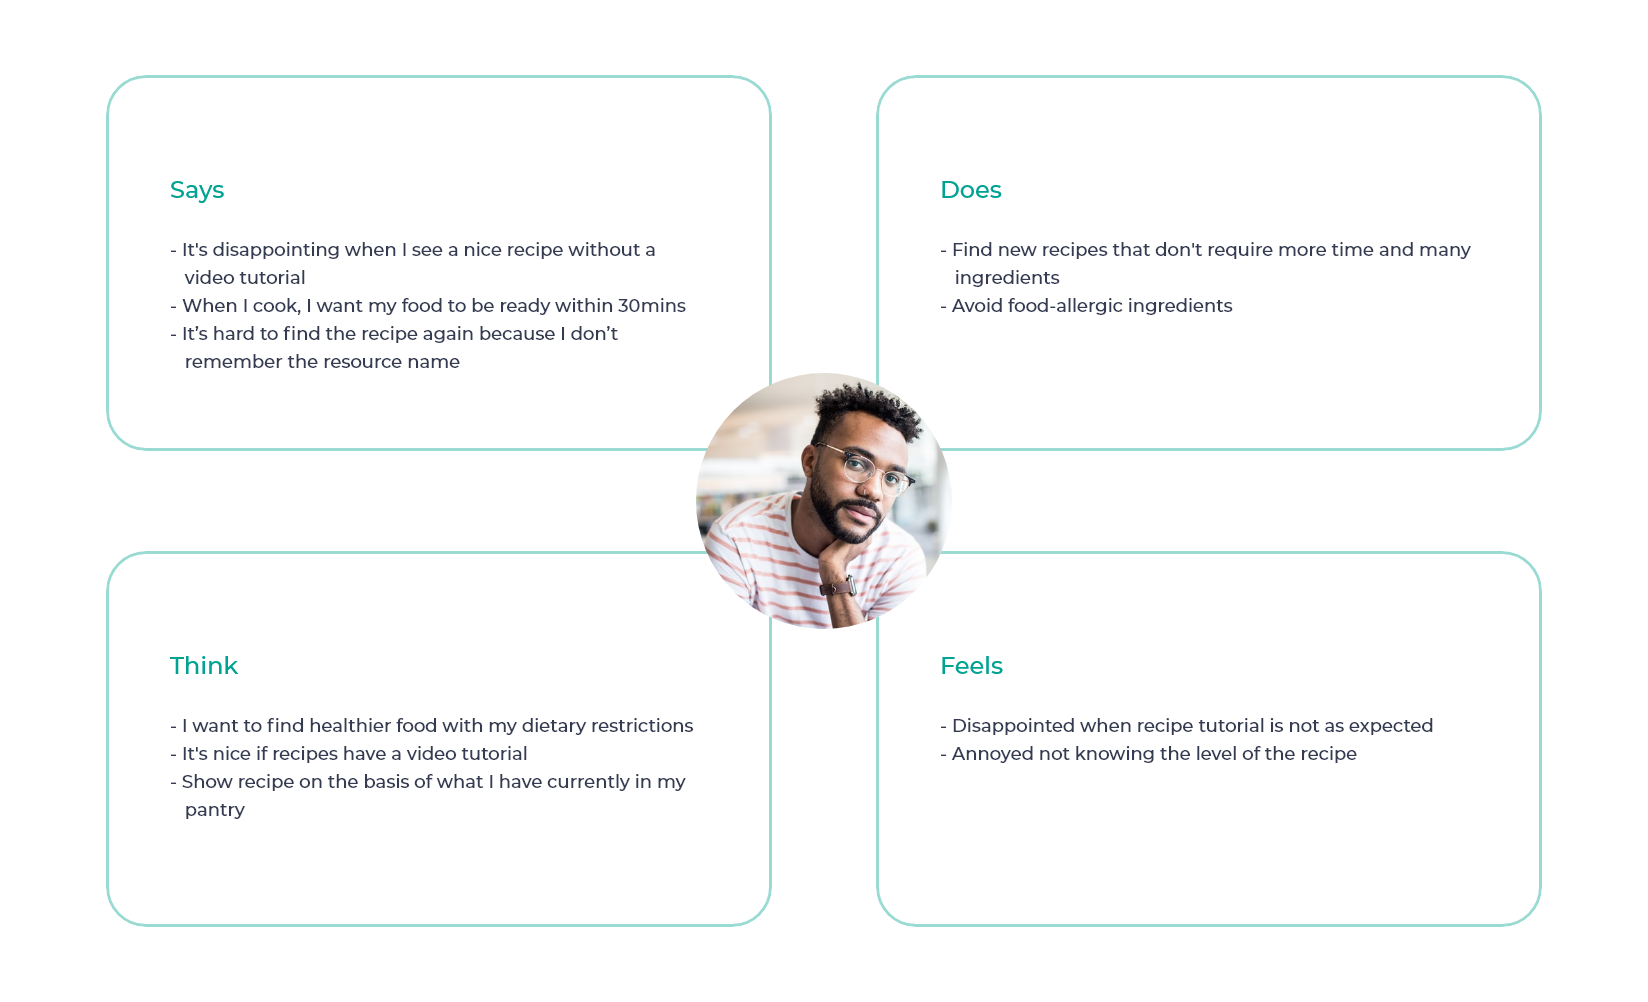 Says
- It's disappointing when I see a nice recipe without a
video tutorial
- When I cook, I want my food to be ready within 30mins
- It’s hard to find the recipe again because I don’t
remember the resource name
Does
- Find new recipes that don't require more time and many
ingredients
- Avoid food-allergic ingredients
Think
- I want to find healthier food with my dietary restrictions
- It's nice if recipes have a video tutorial
- Show recipe on the basis of what I have currently in my
pantry
Feels
- Disappointed when recipe tutorial is not as expected
- Annoyed not knowing the level of the recipe